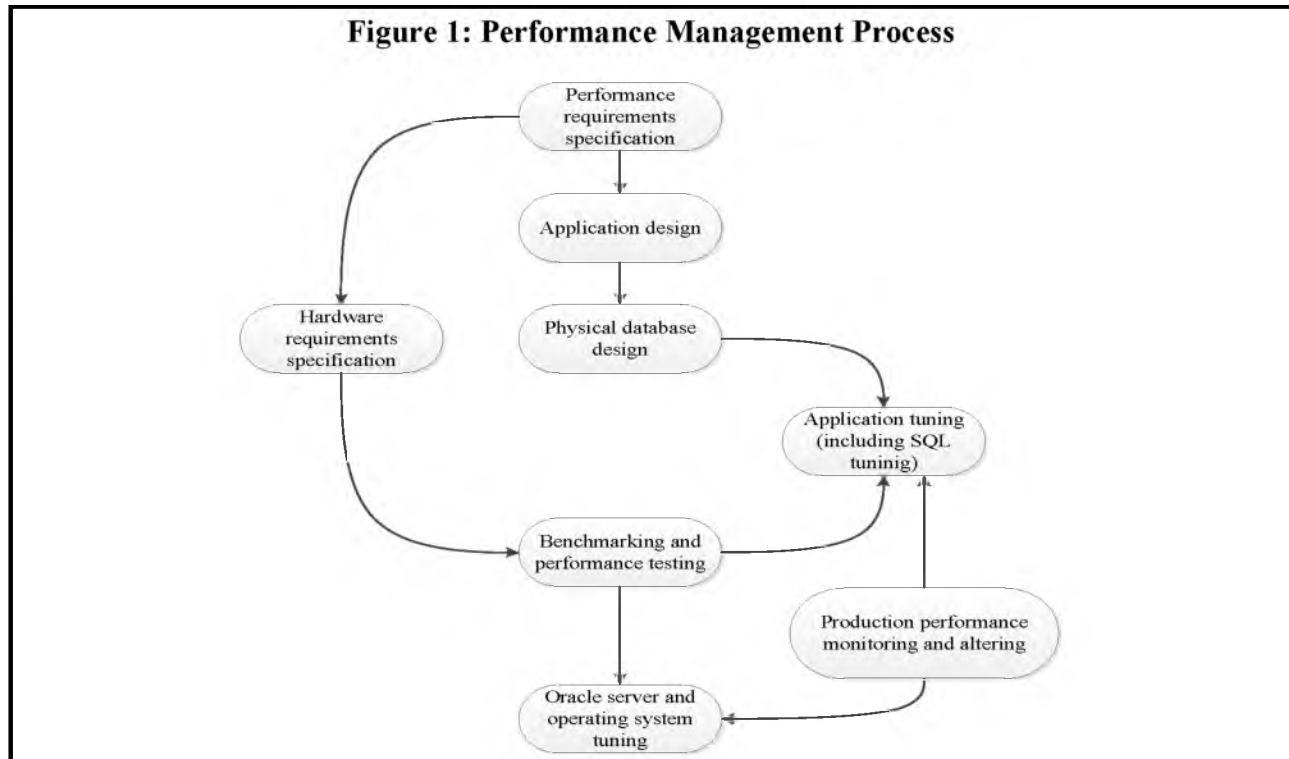 Figure 1: Performance Management Process
Performance
requirements
specification
Application design
Hardware
requirements
specification
Physical database
design
Application tuning
(including SQL
tuninig)
Benchmarking and
performance testing
Production performance
monitoring and altering
Oracle server and
operating system
tuning